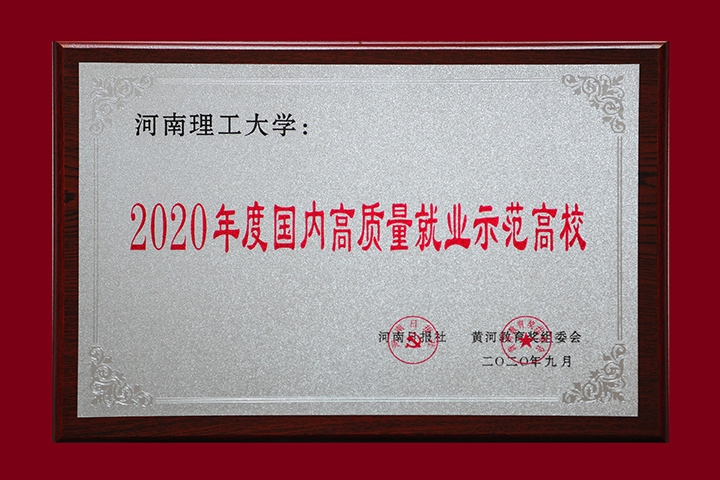 河南理工大学：
2020年度国内高质量就业示范高校
河南日报社 黄河教育奖组委会
二〇二〇年九月